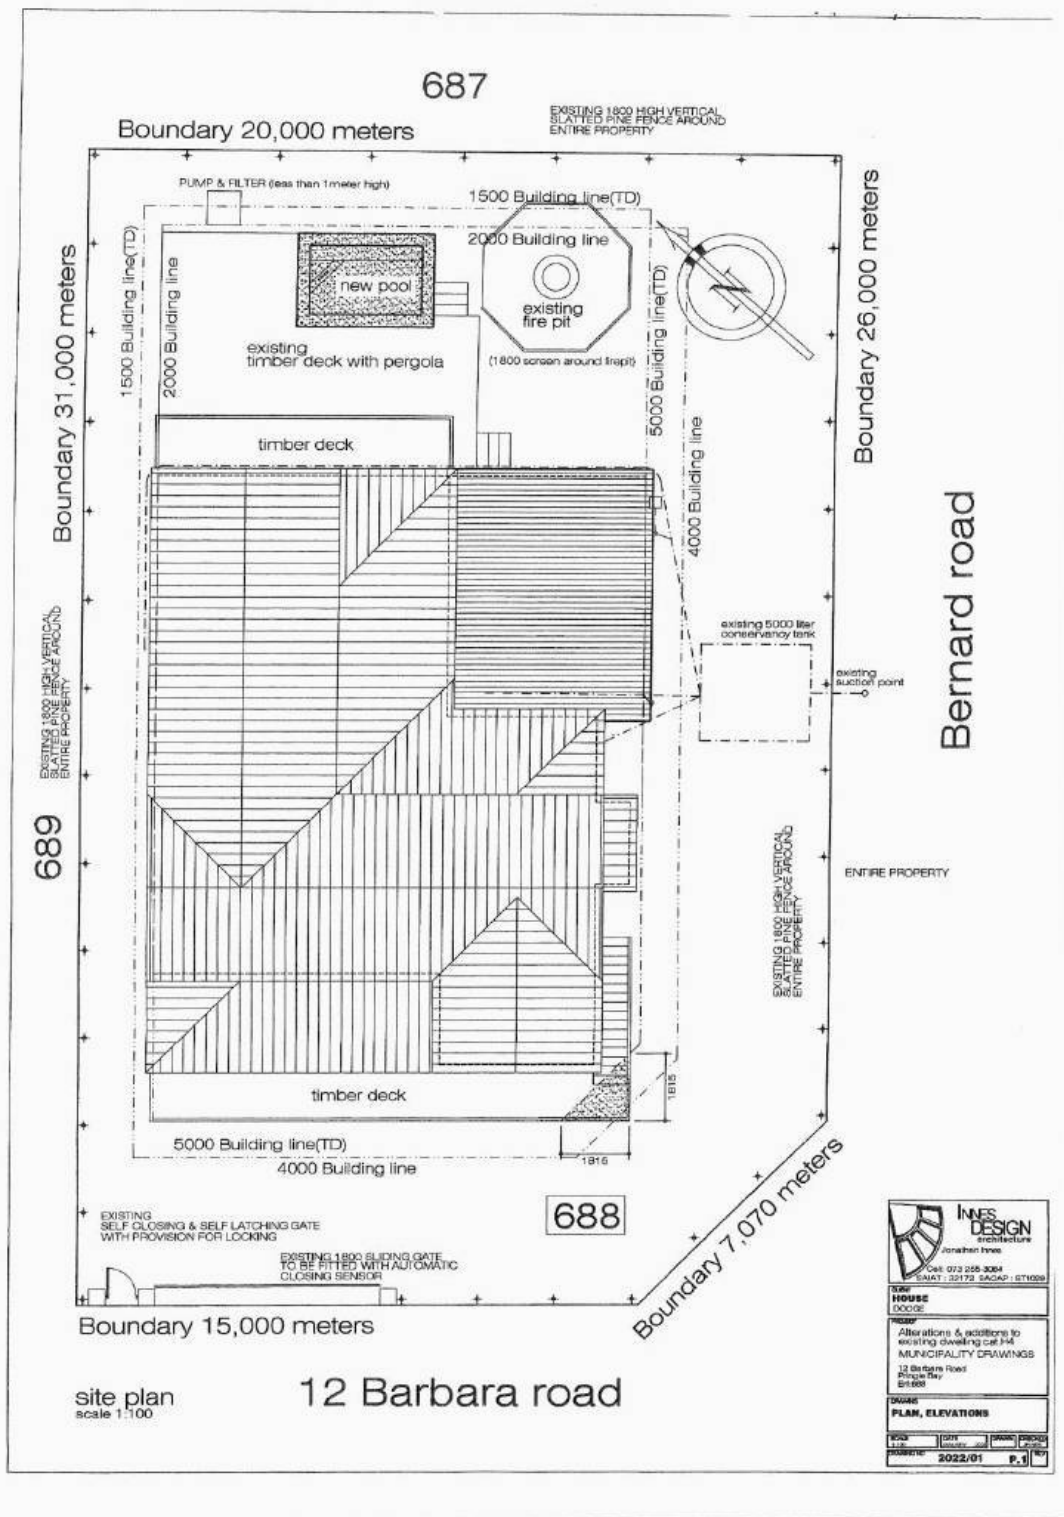 687
EXISTING 1800 HIGH VERTICAL
SLATTED PINE FENCE AROUND
ENTIRE PROPERTY
Boundary 20,000 meters
PUMP & FILTER (less than 1meter high)
1500 Building line(TD)
2000 Building line
new pool
existing
fire pit
(1800 screen around firepit)
existing
timber deck with pergola
timber deck
1500 Building line(TD)
2000 Building line
Boundary 31,000 meters
5000 Building line(TD)
4000 Building line
N
Boundary 26,000 meters
Bernard road
existing 5000 liter
conservancy tank
existing
suction point
EXISTING 1800 HIGH VERTICAL
SLATTED PINE FENCE AROUND
ENTIRE PROPERTY
689
EXISTING 1800 HIGH VERTICAL
SLATTED PINE FENCE AROUND
ENTIRE PROPERTY
ENTIRE PROPERTY
timber deck
1815
1815
5000 Building line(TD)
4000 Building line
688
Boundary 7,070 meters
EXISTING
SELF CLOSING & SELF LATCHING GATE
WITH PROVISION FOR LOCKING
EXISTING 1800 SLIDING GATE
TO BE FITTED WITH AUTOMATIC
CLOSING SENSOR
Boundary 15,000 meters
site plan
scale 1:100
12 Barbara road
INNES
DESIGN
architecture
Jonathan Innes
HOUSE
DODGE
PROJECT
Alterations & additions to
existing dwelling cat.H4
MUNICIPALITY DRAWINGS
12 Barbara Road
Pringle Bay
Erf.688
PLAN, ELEVATIONS
SCALE
DATE
2022/01
P.1